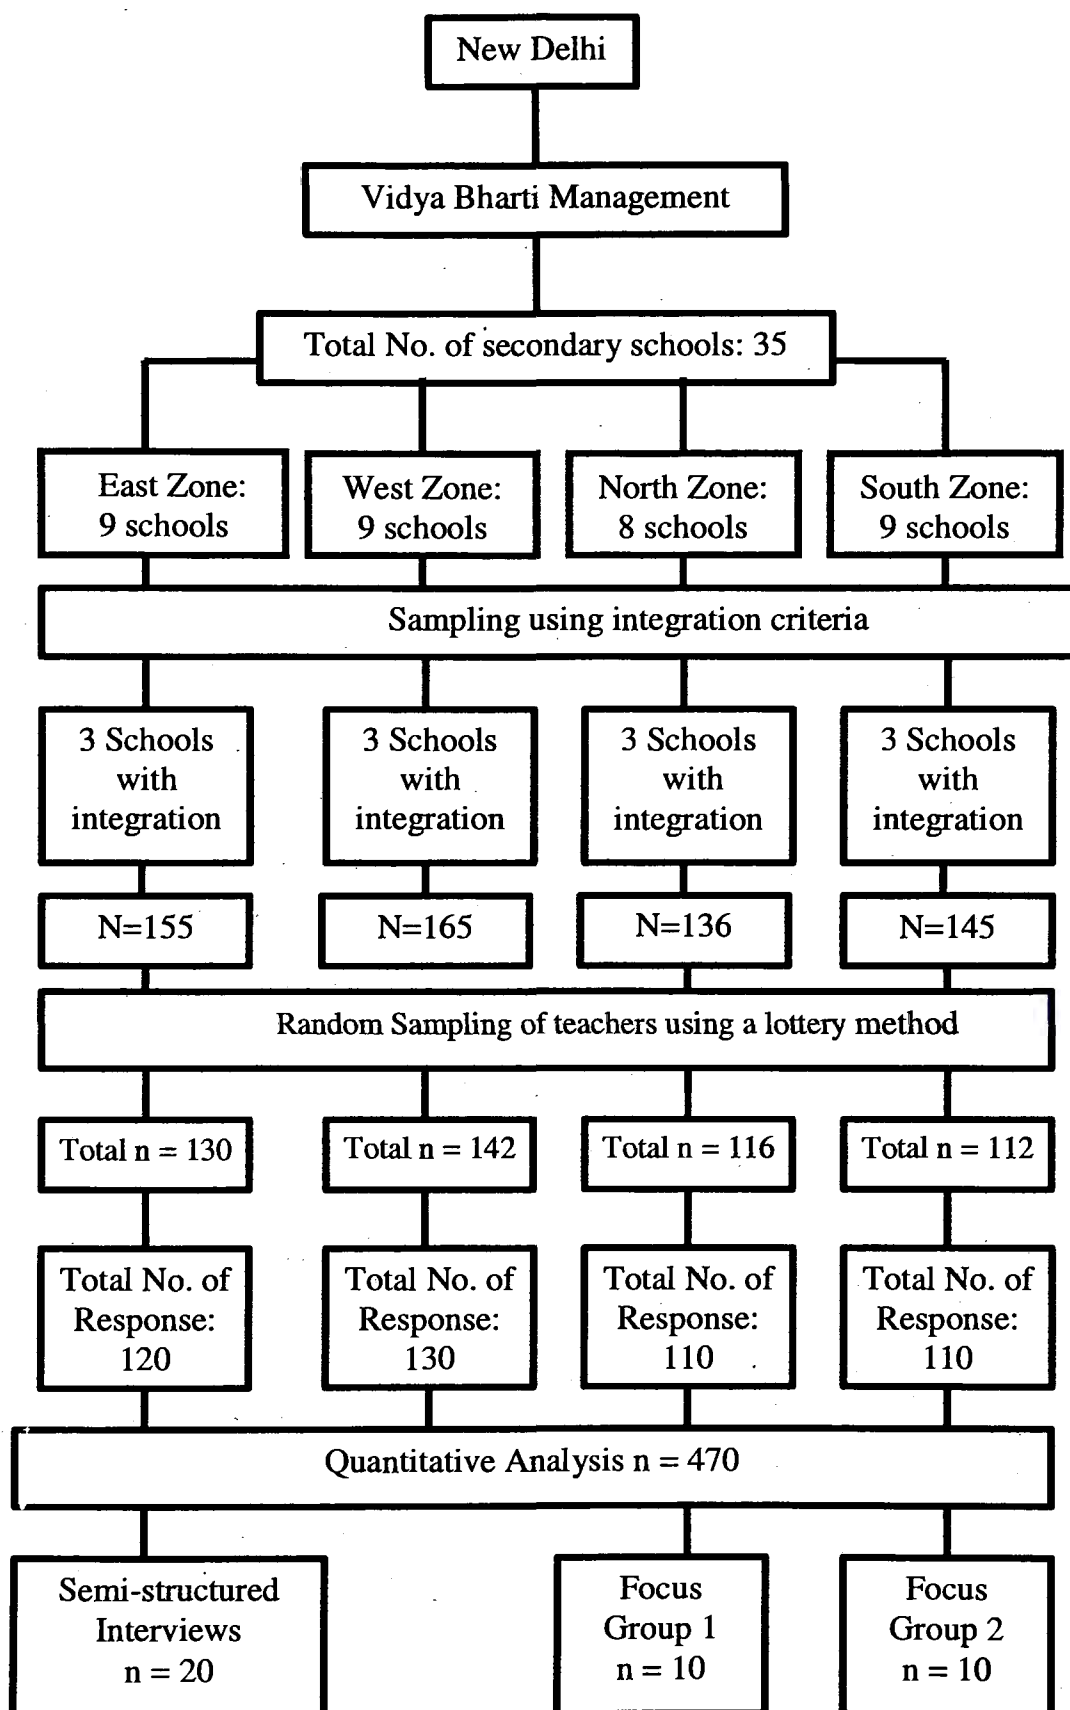 New Delhi
Vidya Bharti Management
Total No. of secondary schools: 35
East Zone:
9 schools
West Zone:
9 schools
North Zone:
8 schools
South Zone:
9 schools
Sampling using integration criteria
3 Schools
with
integration
3 Schools
with
integration
3 Schools
with
integration
3 Schools
with
integration
N=155
N=165
N=136
N=145
Random Sampling of teachers using a lottery method
Total n = 130
Total n = 142
Total n = 116
Total n = 112
Total No. of
Response:
120
Total No. of
Response:
130
Total No. of
Response:
110
Total No. of
Response:
110
Quantitative Analysis n = 470
Semi-structured
Interviews
n = 20
Focus
Group 1
n = 10
Focus
Group 2
n = 10